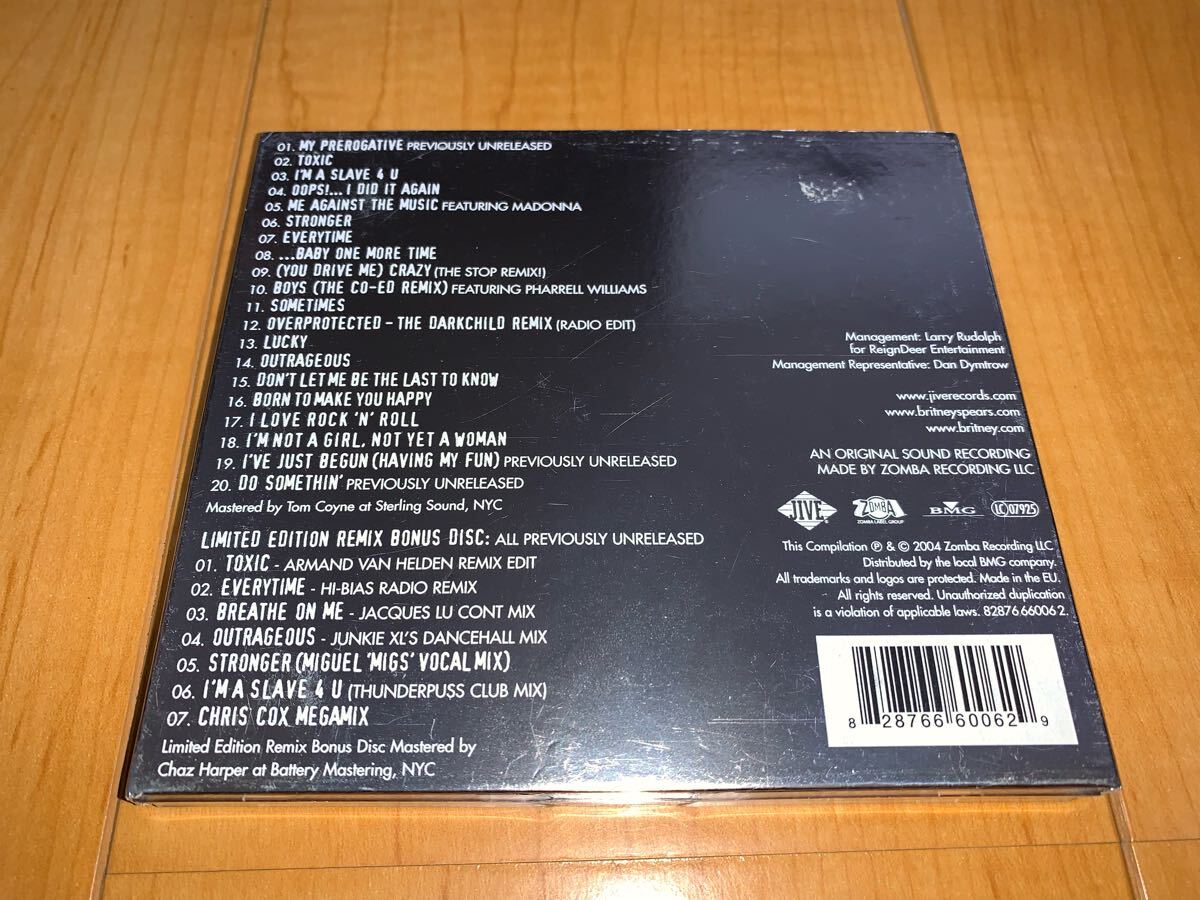 01. MY PREROGATIVE PREVIOUSLY UNRELEASED
02. TOXIC
03. I'M A SLAVE 4 U
04. OOPS!... I DID IT AGAIN
05. ME AGAINST THE MUSIC FEATURING MADONNA
06. STRONGER
07. EVERYTIME
08. ...BABY ONE MORE TIME
09. (YOU DRIVE ME) CRAZY (THE STOP REMIX!)
10. BOYS (THE CO-ED REMIX) FEATURING PHARRELL WILLIAMS
11. SOMETIMES
12. OVERPROTECTED - THE DARKCHILD REMIX (RADIO EDIT)
13. LUCKY
14. OUTRAGEOUS
15. DON'T LET ME BE THE LAST TO KNOW
16. BORN TO MAKE YOU HAPPY
17. I LOVE ROCK 'N' ROLL
18. I'M NOT A GIRL, NOT YET A WOMAN
19. I'VE JUST BEGUN (HAVING MY FUN) PREVIOUSLY UNRELEASED
20. DO SOMETHIN' PREVIOUSLY UNRELEASED
Mastered by Tom Coyne at Sterling Sound, NYC
LIMITED EDITION REMIX BONUS DISC: ALL PREVIOUSLY UNRELEASED
01. TOXIC - ARMAND VAN HELDEN REMIX EDIT
02. EVERYTIME - HI-BIAS RADIO REMIX
03. BREATHE ON ME - JACQUES LU CONT MIX
04. OUTRAGEOUS - JUNKIE XL'S DANCEHALL MIX
05. STRONGER (MIGUEL 'MIGS' VOCAL MIX)
06. I'M A SLAVE 4 U (THUNDERPUSS CLUB MIX)
07. CHRIS COX MEGAMIX
Limited Edition Remix Bonus Disc Mastered by
Chaz Harper at Battery Mastering, NYC
Management: Larry Rudolph
for ReignDeer Entertainment
Management Representative: Dan Dymtrow
www.jiverecords.com
www.britneyspears.com
www.britney.com
AN ORIGINAL SOUND RECORDING
MADE BY ZOMBA RECORDING LLC
JIVE ® ZOMBA ZOMBA LABEL GROUP BMG LC 07925
This Compilation ℗ & © 2004 Zomba Recording LLC
Distributed by the local BMG company.
All trademarks and logos are protected. Made in the EU.
All rights reserved. Unauthorized duplication
is a violation of applicable laws. 82876 66006 2.
8 28766 60062 9